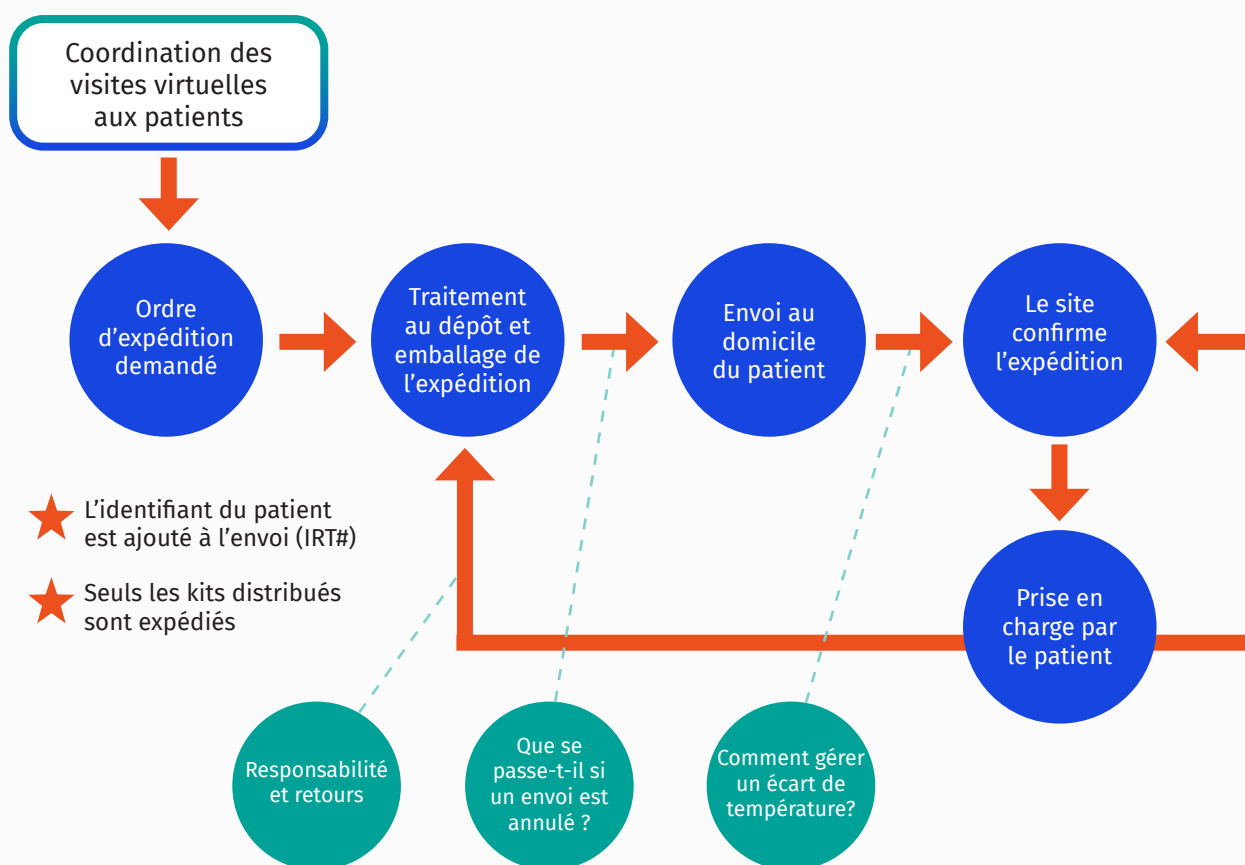 Coordination des
visites virtuelles
aux patients
Ordre
d’expédition
demandé
Traitement
au dépôt et
emballage de
l’expédition
Envoi au
domicile
du patient
Le site
confirme
l’expédition
L’identifiant du patient
est ajouté à l’envoi (IRT#)
Seuls les kits distribués
sont expédiés
Prise en
charge par
le patient
Responsabilité
et retours
Que se
passe-t-il si
un envoi est
annulé ?
Comment gérer
un écart de
température?